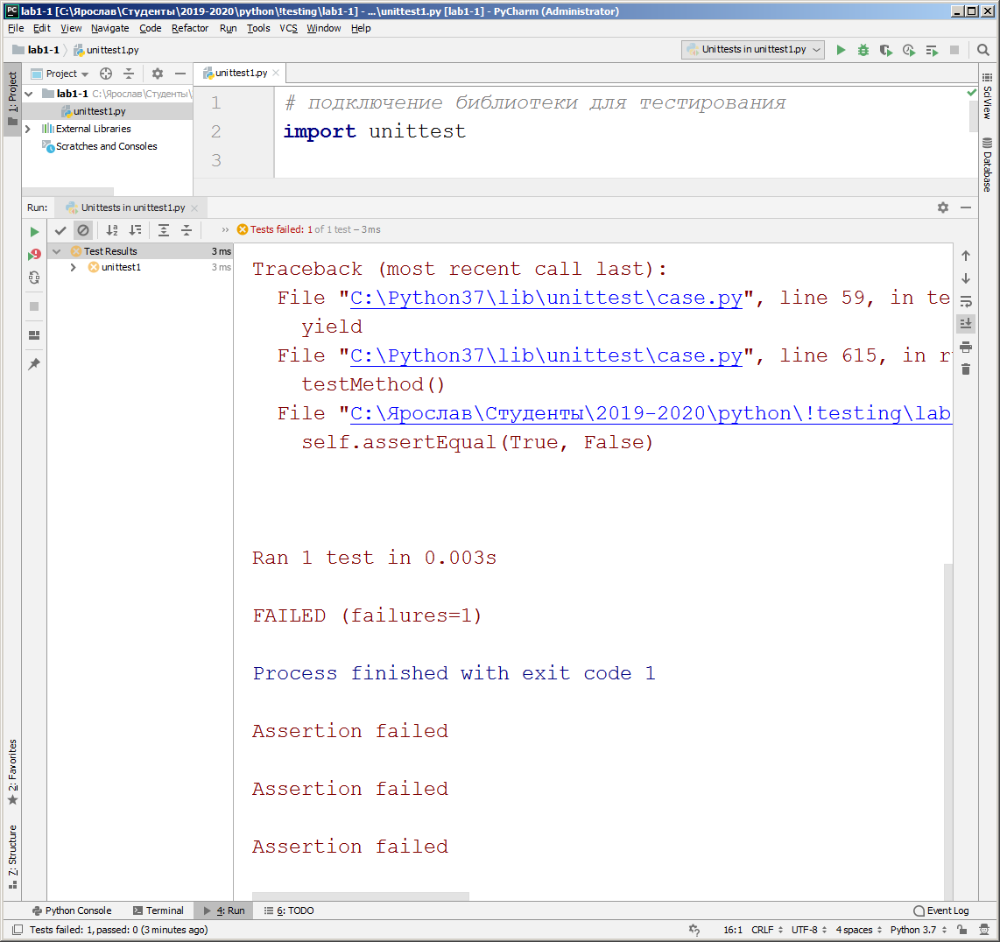 lab1-1 [C:\Ярослав\Студенты\2019-2020\python\!testing\lab1-1] - ...\unittest1.py [lab1-1] - PyCharm (Administrator)
File Edit View Navigate Code Refactor Run Tools VCS Window Help
lab1-1 unittest1.py Unittests in unittest1.py
1: Project
Project
lab1-1 C:\Ярослав\Студенты\
unittest1.py
External Libraries
Scratches and Consoles
unittest1.py
1 # подключение библиотеки для тестирования
2 import unittest
3
SciView
Database
Run: Unittests in unittest1.py
Tests failed: 1 of 1 test – 3 ms
Test Results 3 ms
unittest1 3 ms
Traceback (most recent call last):
File "C:\Python37\lib\unittest\case.py", line 59, in te
yield
File "C:\Python37\lib\unittest\case.py", line 615, in r
testMethod()
File "C:\Ярослав\Студенты\2019-2020\python\!testing\lab
self.assertEqual(True, False)
Ran 1 test in 0.003s
FAILED (failures=1)
Process finished with exit code 1
Assertion failed
Assertion failed
Assertion failed
2: Favorites
7: Structure
Python Console Terminal 4: Run 6: TODO Event Log
Tests failed: 1, passed: 0 (3 minutes ago) 16:1 CRLF UTF-8 4 spaces Python 3.7